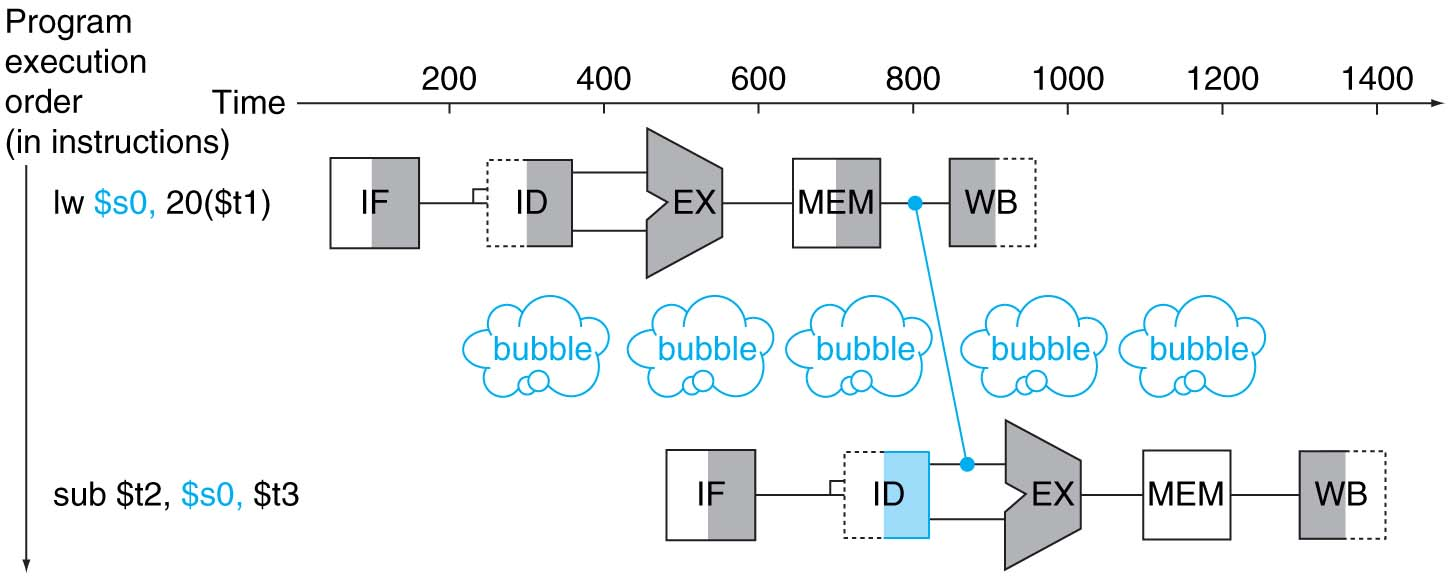 Program
execution
order
(in instructions)
Time
200 400 600 800 1000 1200 1400
lw $s0, 20($t1)
IF ID EX MEM WB
bubble bubble bubble bubble bubble
sub $t2, $s0, $t3
IF ID EX MEM WB